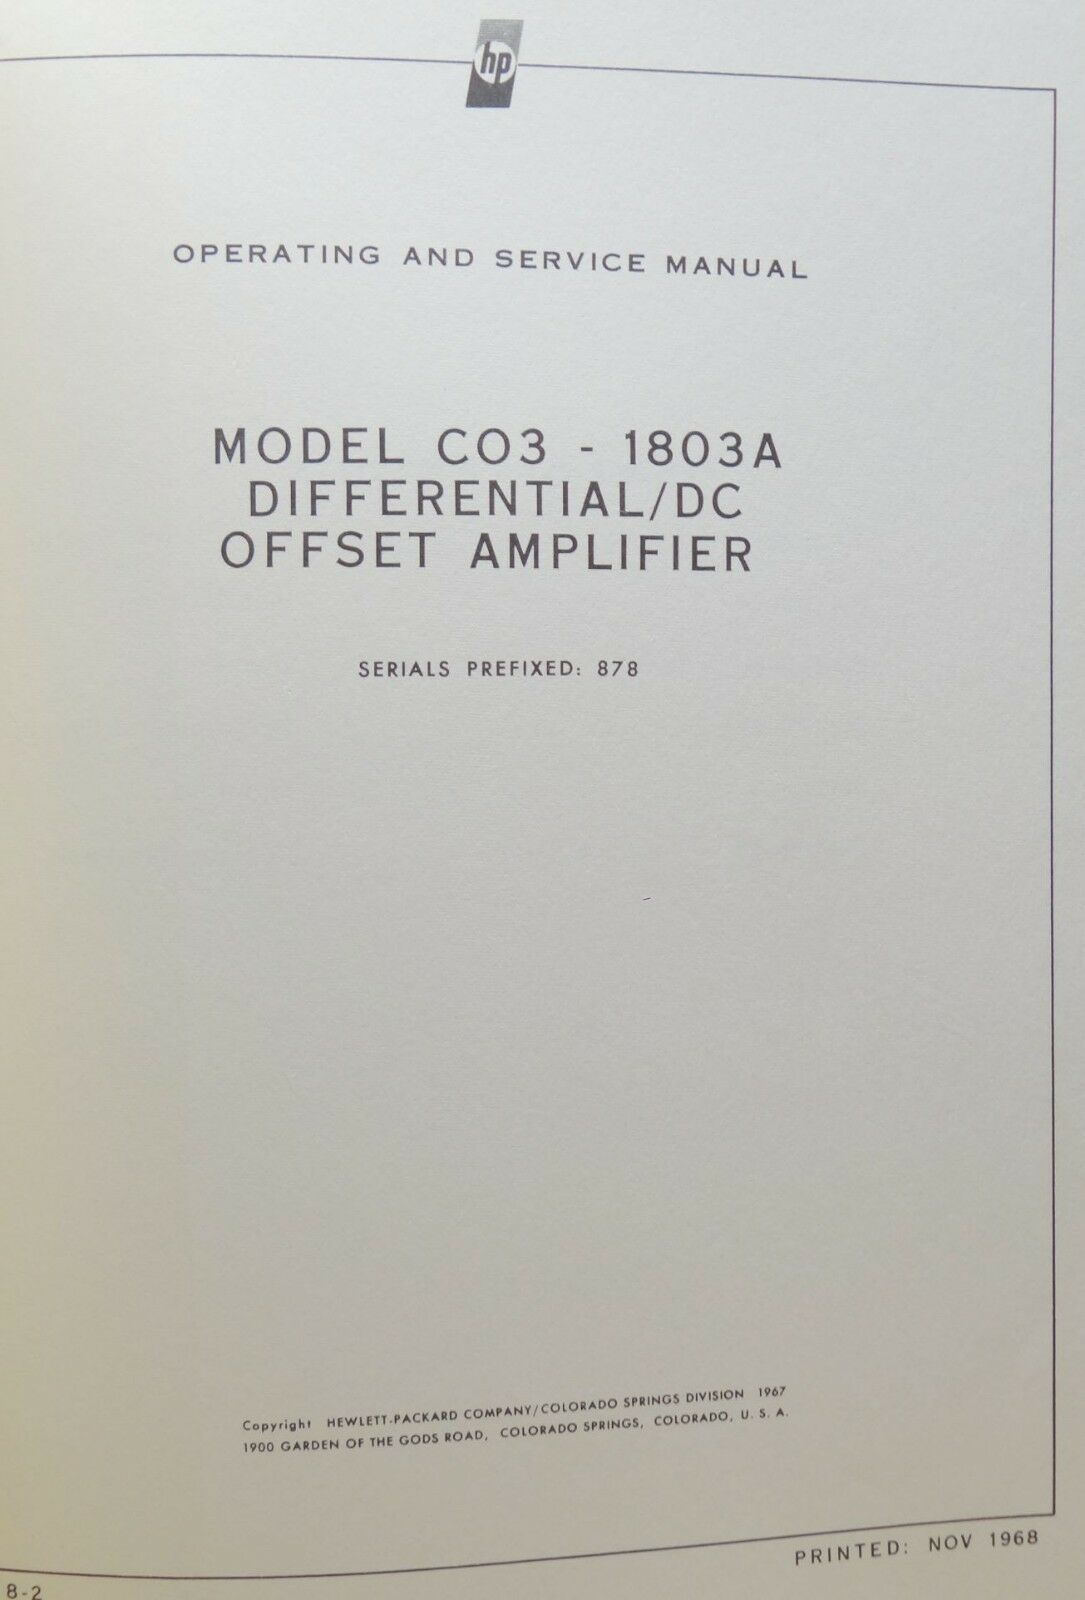 hp
OPERATING AND SERVICE MANUAL
MODEL CO3 - 1803A
DIFFERENTIAL/DC
OFFSET AMPLIFIER
SERIALS PREFIXED: 878
Copyright HEWLETT-PACKARD COMPANY/COLORADO SPRINGS DIVISION 1967
1900 GARDEN OF THE GODS ROAD, COLORADO SPRINGS, COLORADO, U. S. A.
PRINTED: NOV 1968
8-2